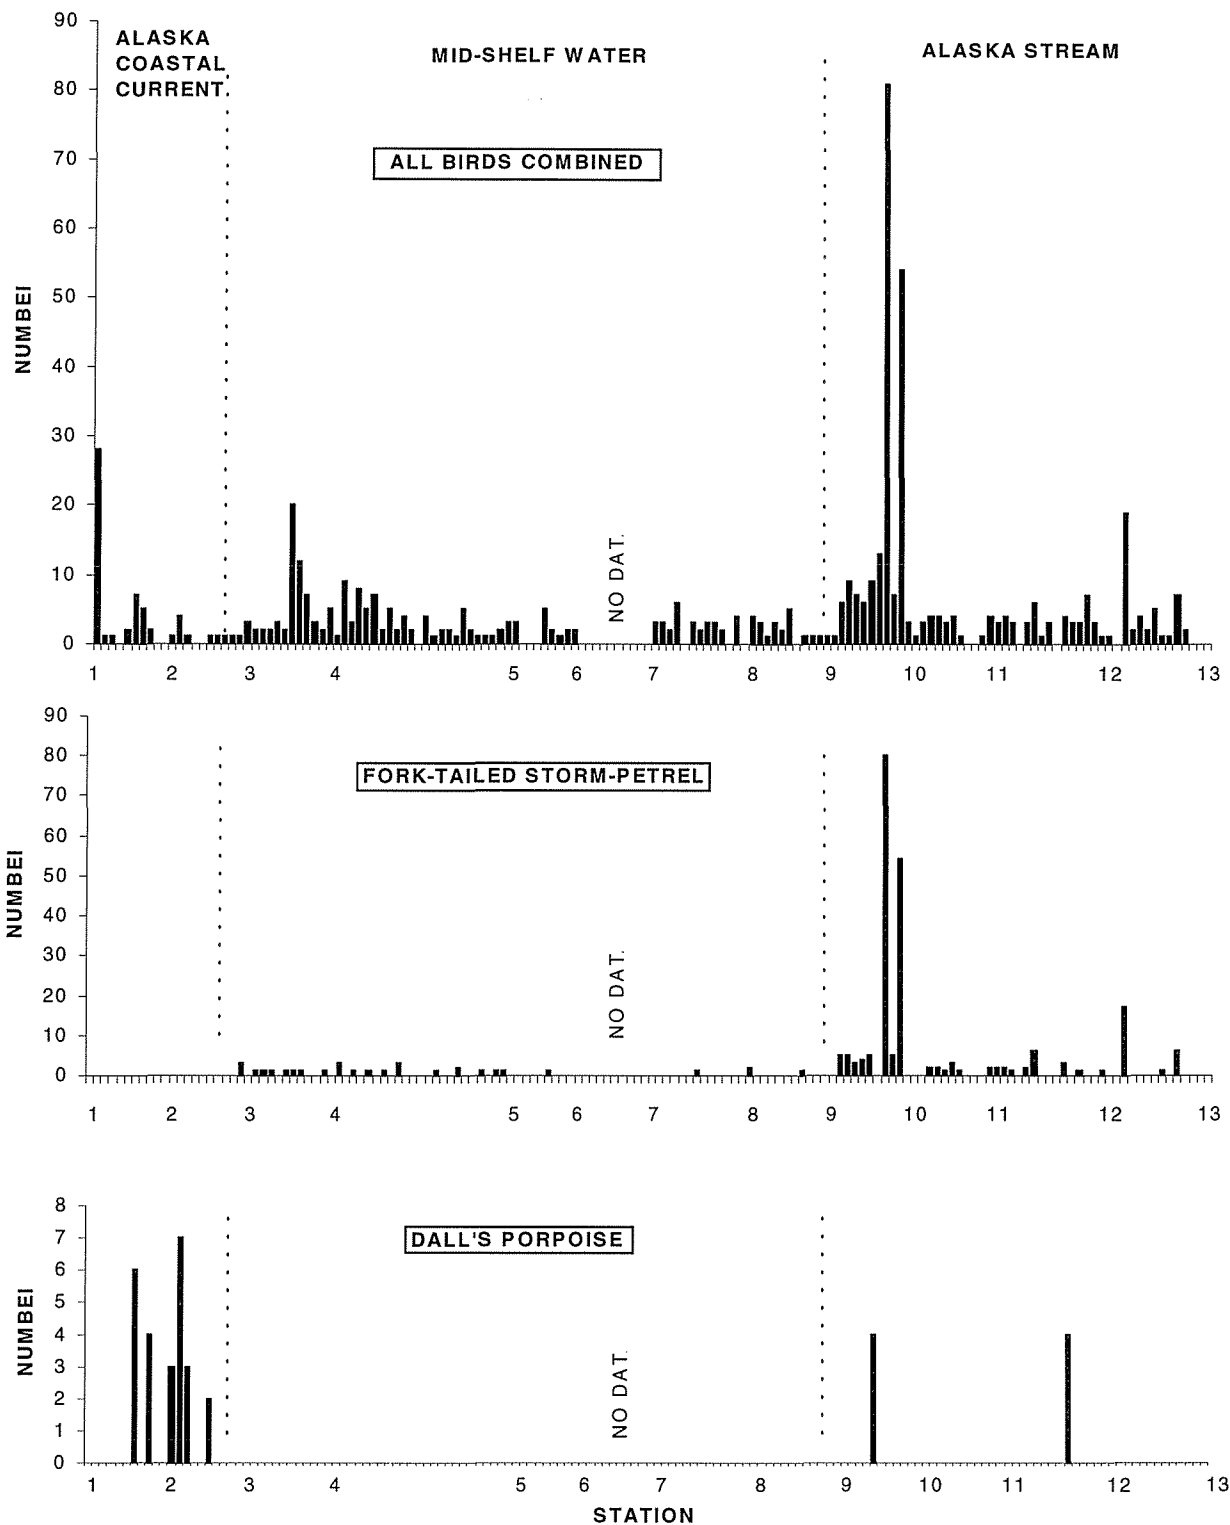 90
ALASKA
COASTAL
CURRENT
MID-SHELF WATER
ALASKA STREAM
80
ALL BIRDS COMBINED
70
60
50
40
30
20
10
0
NUMBEI
NO DAT.
1 2 3 4 5 6 7 8 9 10 11 12 13
90
80
70
60
50
40
30
20
10
0
FORK-TAILED STORM-PETREL
NUMBEI
NO DAT.
1 2 3 4 5 6 7 8 9 10 11 12 13
8
7
6
5
4
3
2
1
0
DALL'S PORPOISE
NUMBEI
NO DAT.
1 2 3 4 5 6 7 8 9 10 11 12 13
STATION